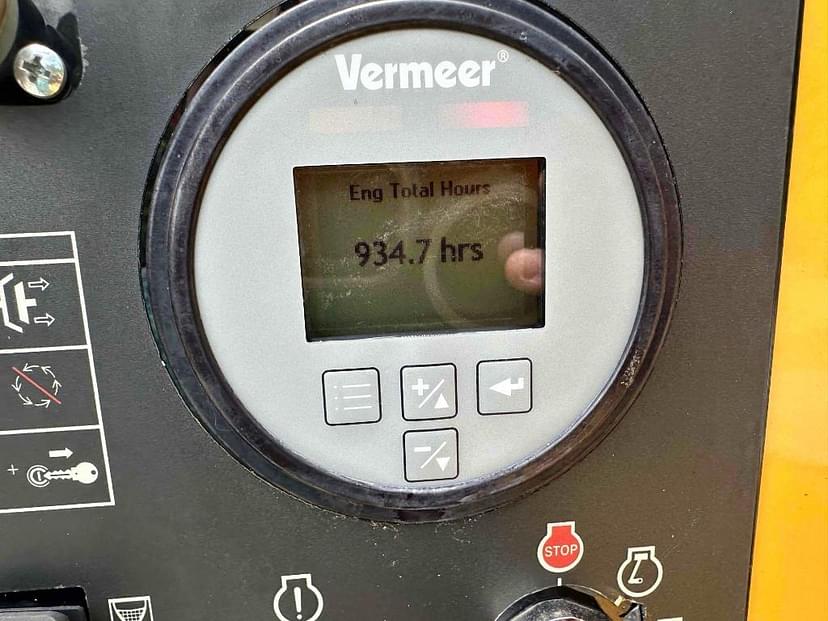 Vermeer®
Eng Total Hours
934.7 hrs
+/▲
-/▼
+
STOP
!